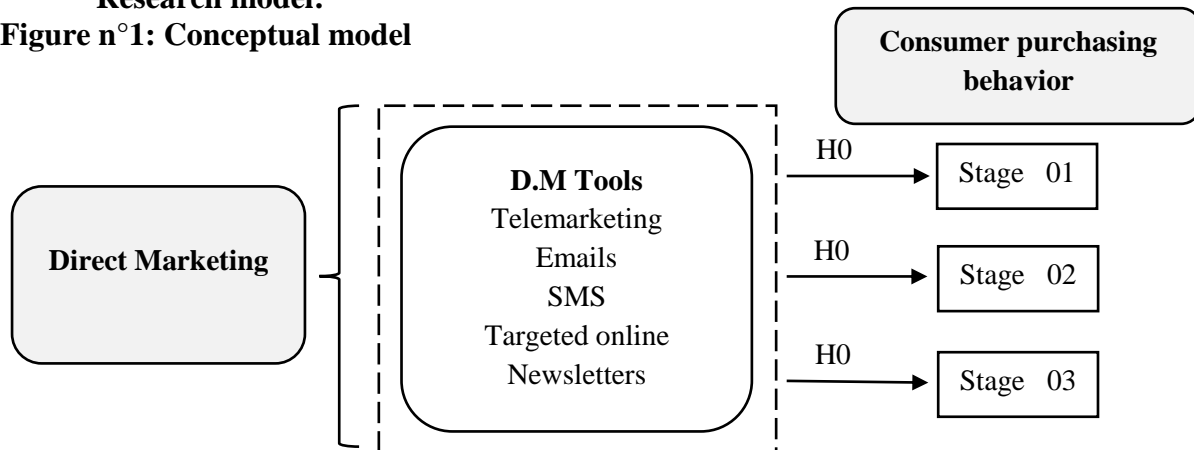 Research model.
Figure n°1: Conceptual model
Consumer purchasing
behavior
Direct Marketing
D.M Tools
Telemarketing
Emails
SMS
Targeted online
Newsletters
H0
Stage 01
H0
Stage 02
H0
Stage 03